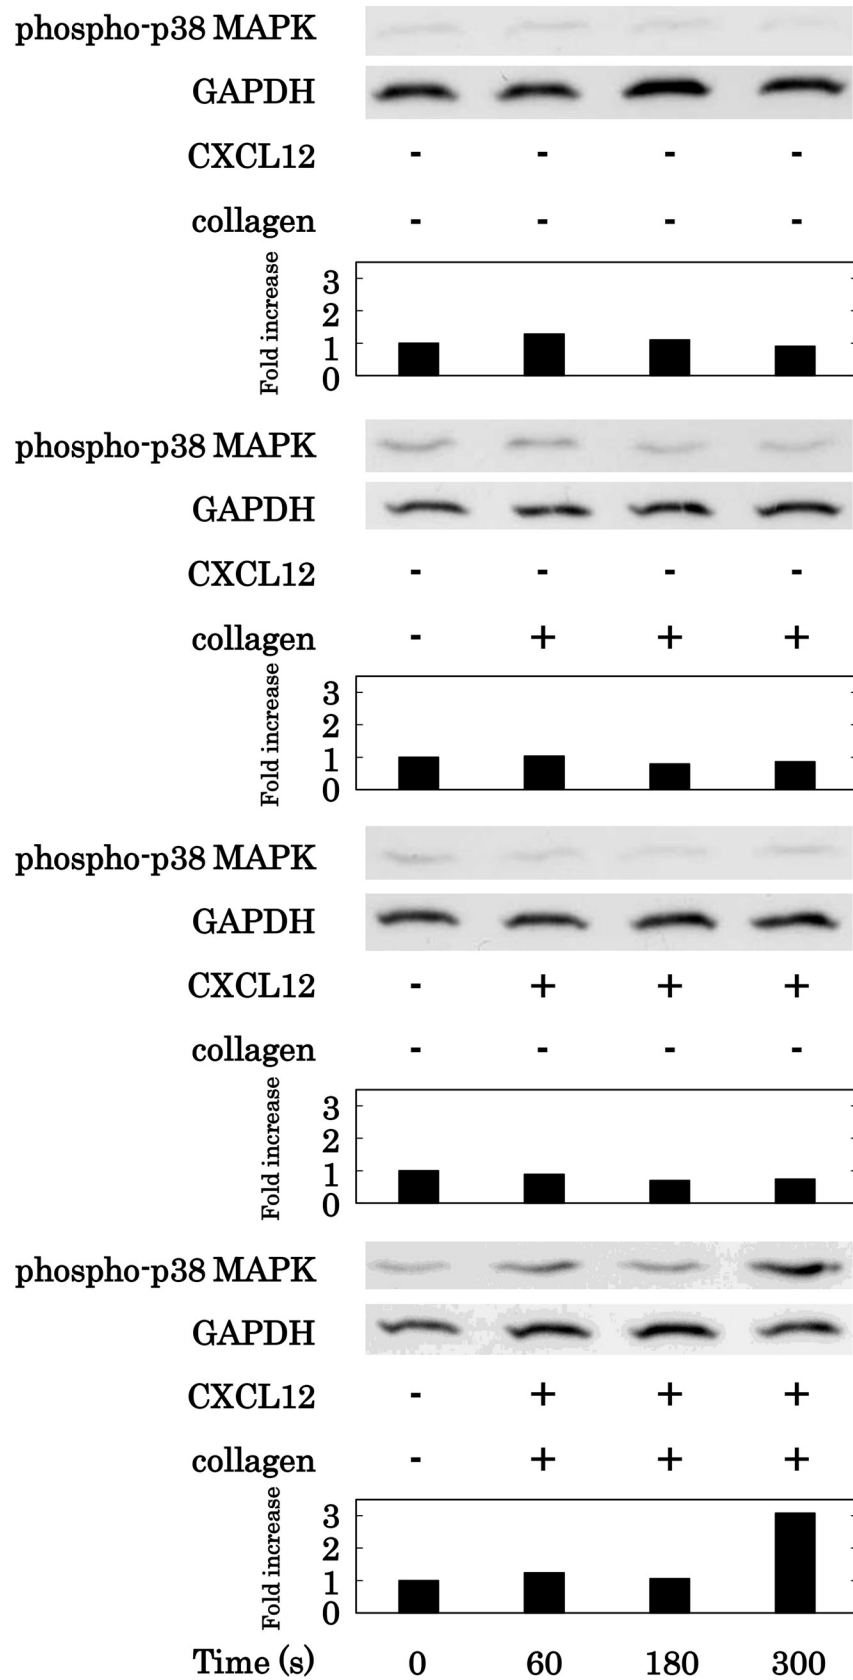 phospho-p38 MAPK
GAPDH
CXCL12 - - - -
collagen - - - -
Fold increase
3
2
1
0
phospho-p38 MAPK
GAPDH
CXCL12 - - - -
collagen - + + +
Fold increase
3
2
1
0
phospho-p38 MAPK
GAPDH
CXCL12 - + + +
collagen - - - -
Fold increase
3
2
1
0
phospho-p38 MAPK
GAPDH
CXCL12 - + + +
collagen - + + +
Fold increase
3
2
1
0
Time (s) 0 60 180 300